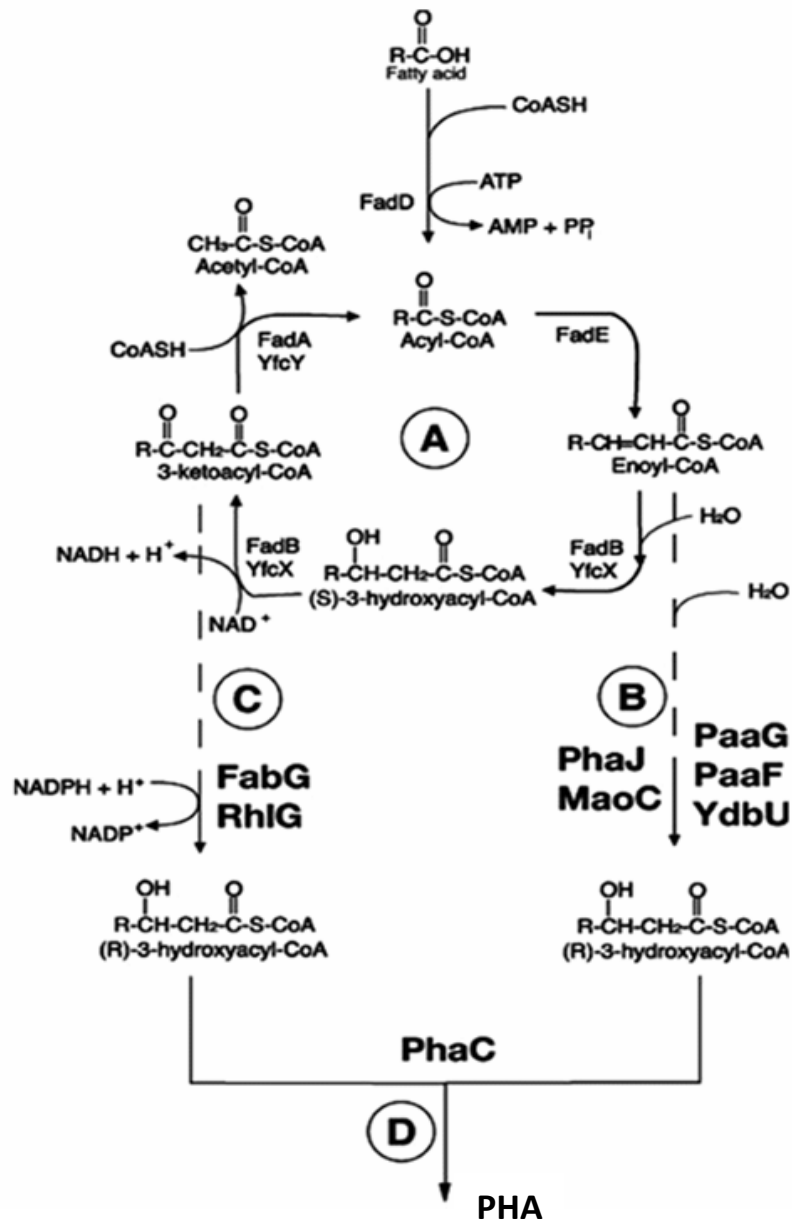 O
R-C-OH
Fatty acid
CoASH
ATP
FadD
AMP + PPi
O
CH3-C-S-CoA
Acetyl-CoA
O
R-C-S-CoA
Acyl-CoA
FadE
CoASH
FadA
YfcY
A
O O
R-C-CH2-C-S-CoA
3-ketoacyl-CoA
O
R-CH=CH-C-S-CoA
Enoyl-CoA
H2O
NADH + H+
FadB
YfcX
OH O
R-CH-CH2-C-S-CoA
(S)-3-hydroxyacyl-CoA
FadB
YfcX
NAD+
H2O
C
B
NADPH + H+
NADP+
FabG
RhlG
PhaJ
MaoC
PaaG
PaaF
YdbU
OH O
R-CH-CH2-C-S-CoA
(R)-3-hydroxyacyl-CoA
OH O
R-CH-CH2-C-S-CoA
(R)-3-hydroxyacyl-CoA
PhaC
D
PHA